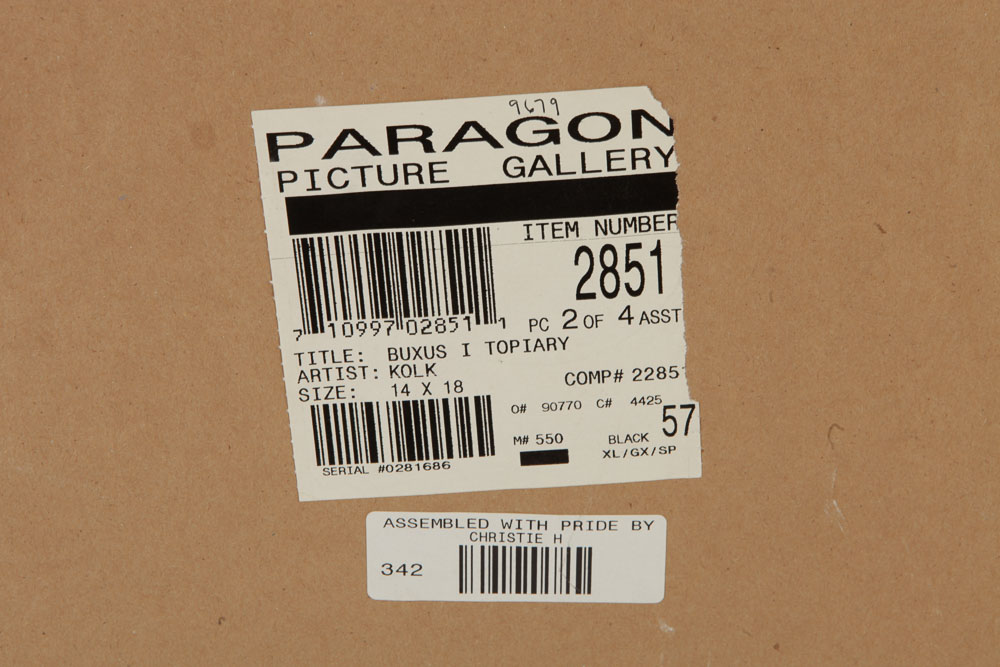 9679
PARAGON
PICTURE GALLERY
ITEM NUMBER
2851
7 10997 02851 1
PC 2 OF 4 ASST
TITLE: BUXUS I TOPIARY
ARTIST: KOLK
COMP# 2285
SIZE: 14 X 18
O# 90770 C# 4425
57
M# 550 BLACK
XL/GX/SP
SERIAL #0281686
ASSEMBLED WITH PRIDE BY
CHRISTIE H
342